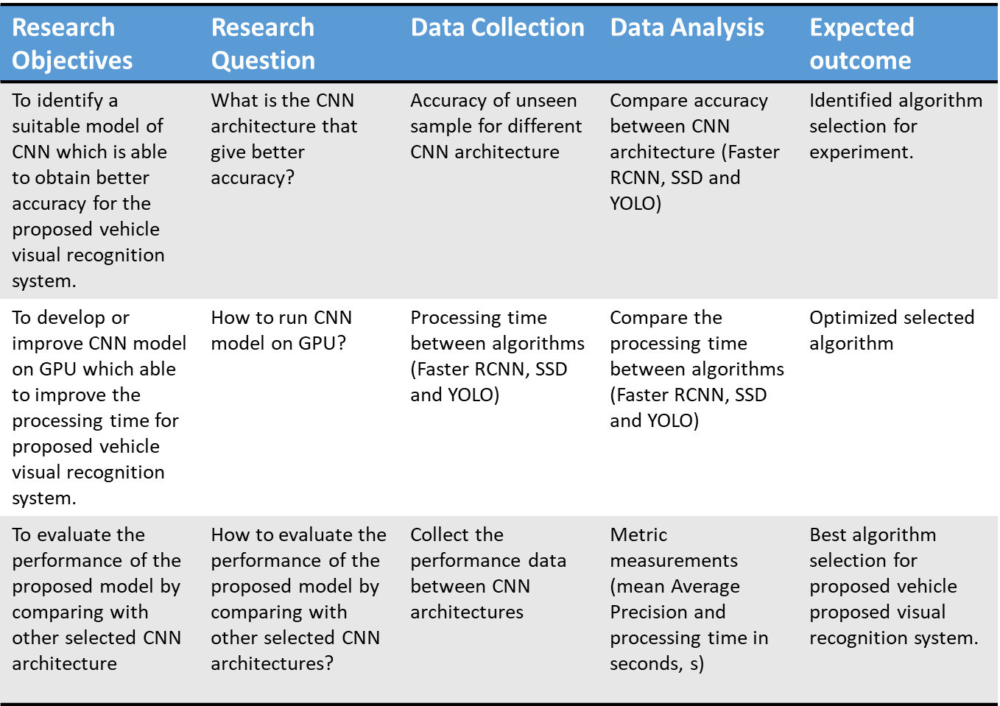 Research Objectives
Research Question
Data Collection
Data Analysis
Expected outcome
To identify a
suitable model of
CNN which is able
to obtain better
accuracy for the
proposed vehicle
visual recognition
system.
What is the CNN
architecture that
give better
accuracy?
Accuracy of unseen
sample for different
CNN architecture
Compare accuracy
between CNN
architecture (Faster
RCNN, SSD and
YOLO)
Identified algorithm
selection for
experiment.
To develop or
improve CNN model
on GPU which able
to improve the
processing time for
proposed vehicle
visual recognition
system.
How to run CNN
model on GPU?
Processing time
between algorithms
(Faster RCNN, SSD
and YOLO)
Compare the
processing time
between algorithms
(Faster RCNN, SSD
and YOLO)
Optimized selected
algorithm
To evaluate the
performance of the
proposed model by
comparing with
other selected CNN
architecture
How to evaluate the
performance of the
proposed model by
comparing with
other selected CNN
architectures?
Collect the
performance data
between CNN
architectures
Metric
measurements
(mean Average
Precision and
processing time in
seconds, s)
Best algorithm
selection for
proposed vehicle
proposed visual
recognition system.